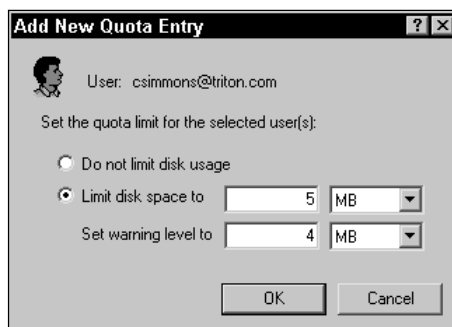 Add New Quota Entry
User: csimmons@triton.com
Set the quota limit for the selected user(s):
Do not limit disk usage
Limit disk space to 5 MB
Set warning level to 4 MB
OK Cancel